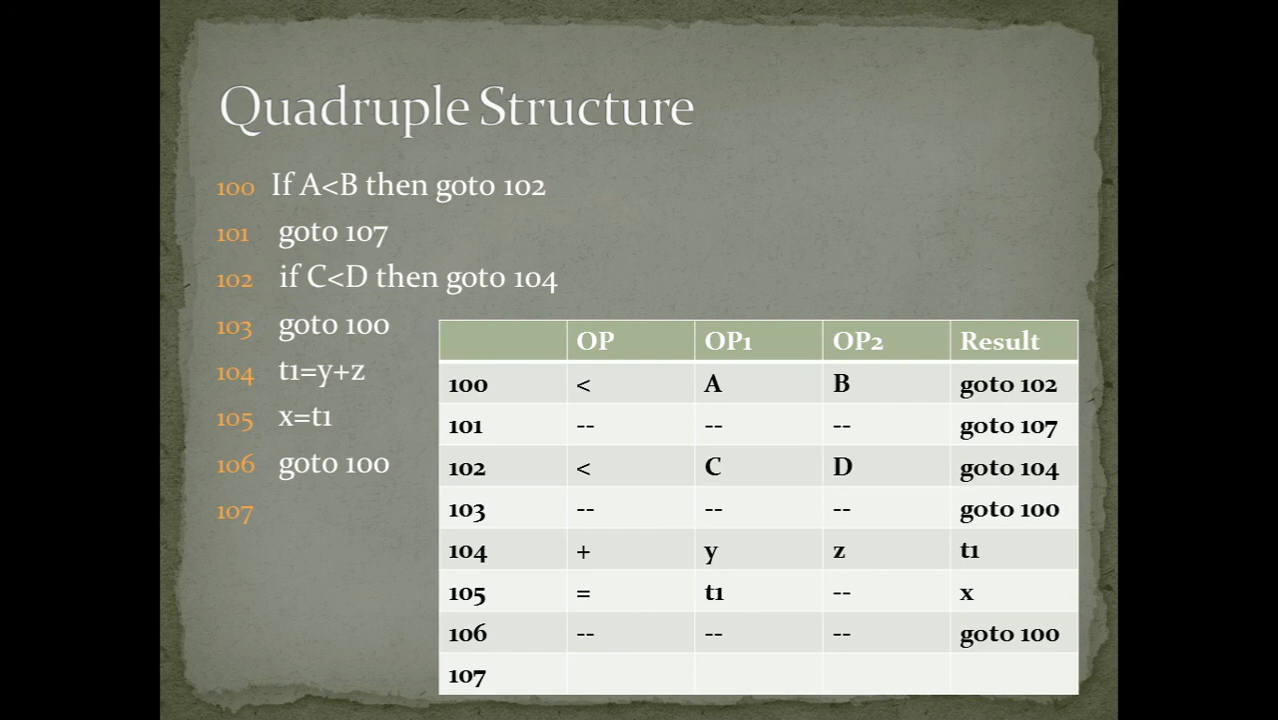 Quadruple Structure
100 If A<B then goto 102
101 goto 107
102 if C<D then goto 104
103 goto 100
104 t1=y+z
105 x=t1
106 goto 100
107
OP OP1 OP2 Result
100 < A B goto 102
101 -- -- -- goto 107
102 < C D goto 104
103 -- -- -- goto 100
104 + y z t1
105 = t1 -- x
106 -- -- -- goto 100
107